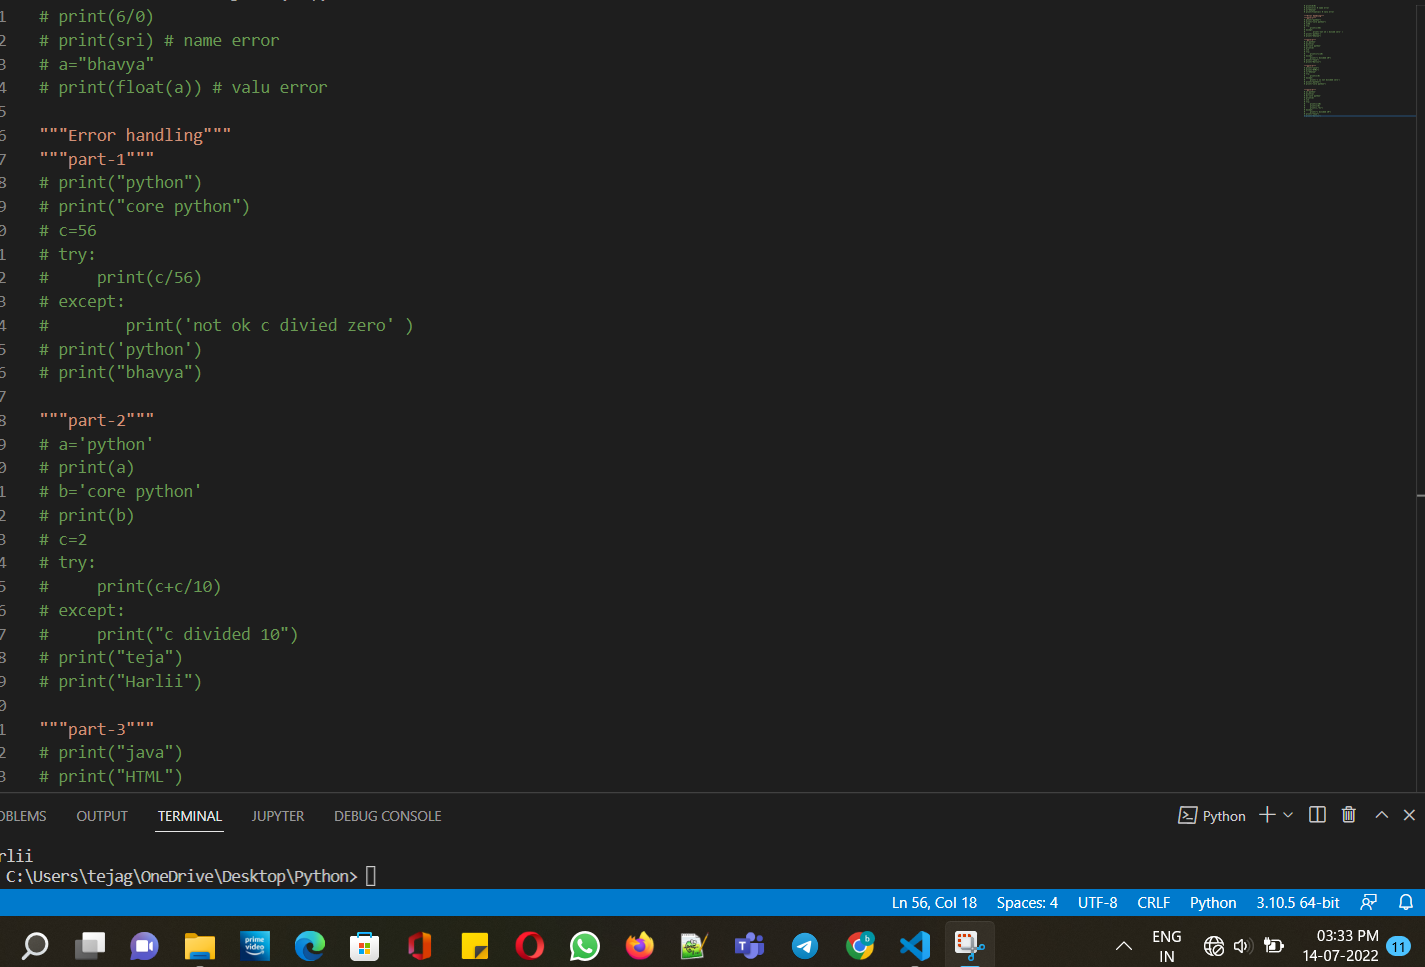 1 # print(6/0)
2 # print(sri) # name error
3 # a="bhavya"
4 # print(float(a)) # valu error
5
6 """Error handling"""
7 """part-1"""
8 # print("python")
9 # print("core python")
0 # c=56
1 # try:
2 #     print(c/56)
3 # except:
4 #        print('not ok c divied zero' )
5 # print('python')
6 # print("bhavya")
7
8 """part-2"""
9 # a='python'
0 # print(a)
1 # b='core python'
2 # print(b)
3 # c=2
4 # try:
5 #     print(c+c/10)
6 # except:
7 #     print("c divided 10")
8 # print("teja")
9 # print("Harlii")
0
1 """part-3"""
2 # print("java")
3 # print("HTML")
OBLEMS OUTPUT TERMINAL JUPYTER DEBUG CONSOLE Python
rlii
C:\Users\tejag\OneDrive\Desktop\Python>
Ln 56, Col 18 Spaces: 4 UTF-8 CRLF Python 3.10.5 64-bit
prime video
ENG IN
03:33 PM
14-07-2022 11